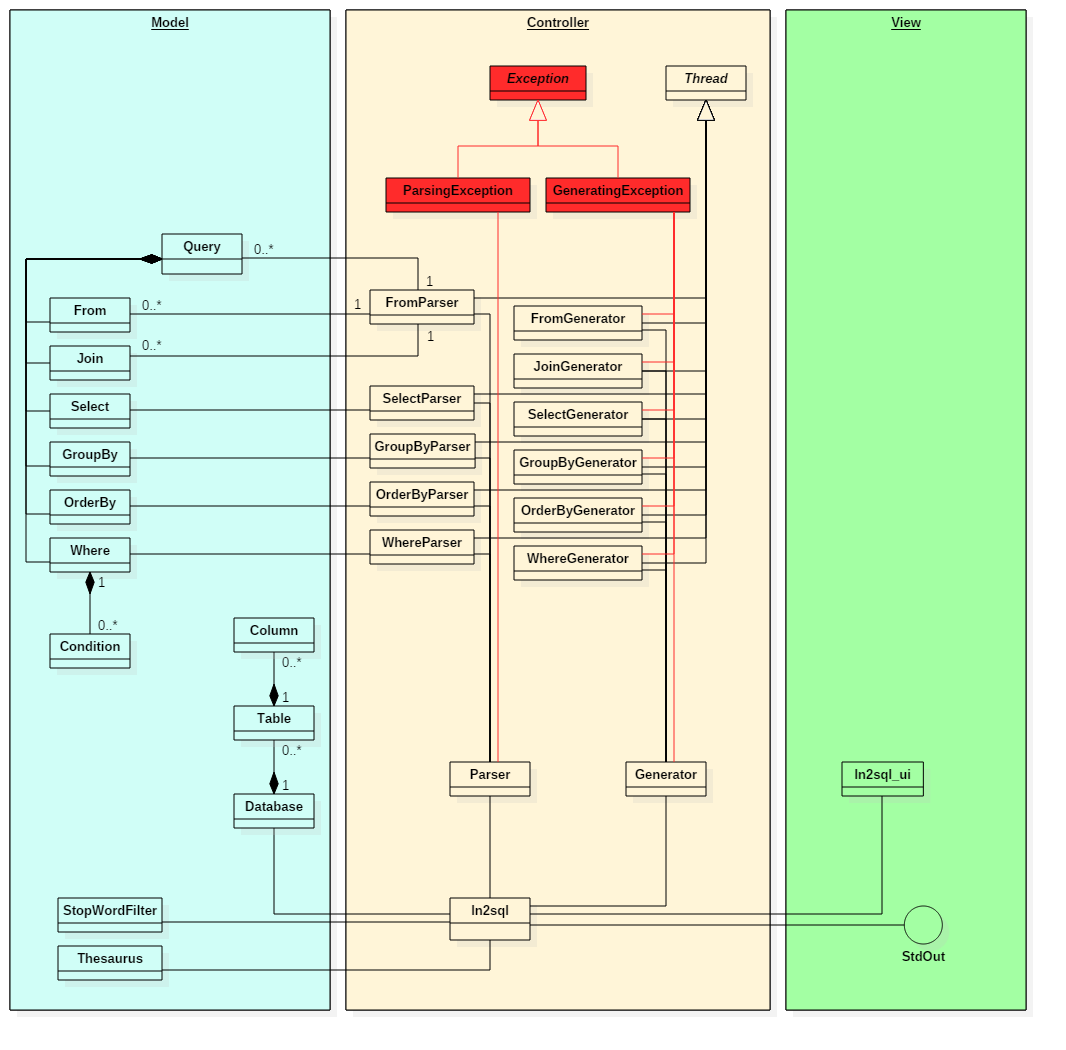 Model
Controller
View
Exception
Thread
ParsingException
GeneratingException
Query
0..*
1
From
0..*
1
FromParser
1
Join
0..*
Select
GroupBy
OrderBy
Where
1
0..*
Condition
SelectParser
GroupByParser
OrderByParser
WhereParser
FromGenerator
JoinGenerator
SelectGenerator
GroupByGenerator
OrderByGenerator
WhereGenerator
Column
0..*
1
Table
0..*
1
Database
Parser
Generator
ln2sql_ui
StopWordFilter
ln2sql
Thesaurus
StdOut